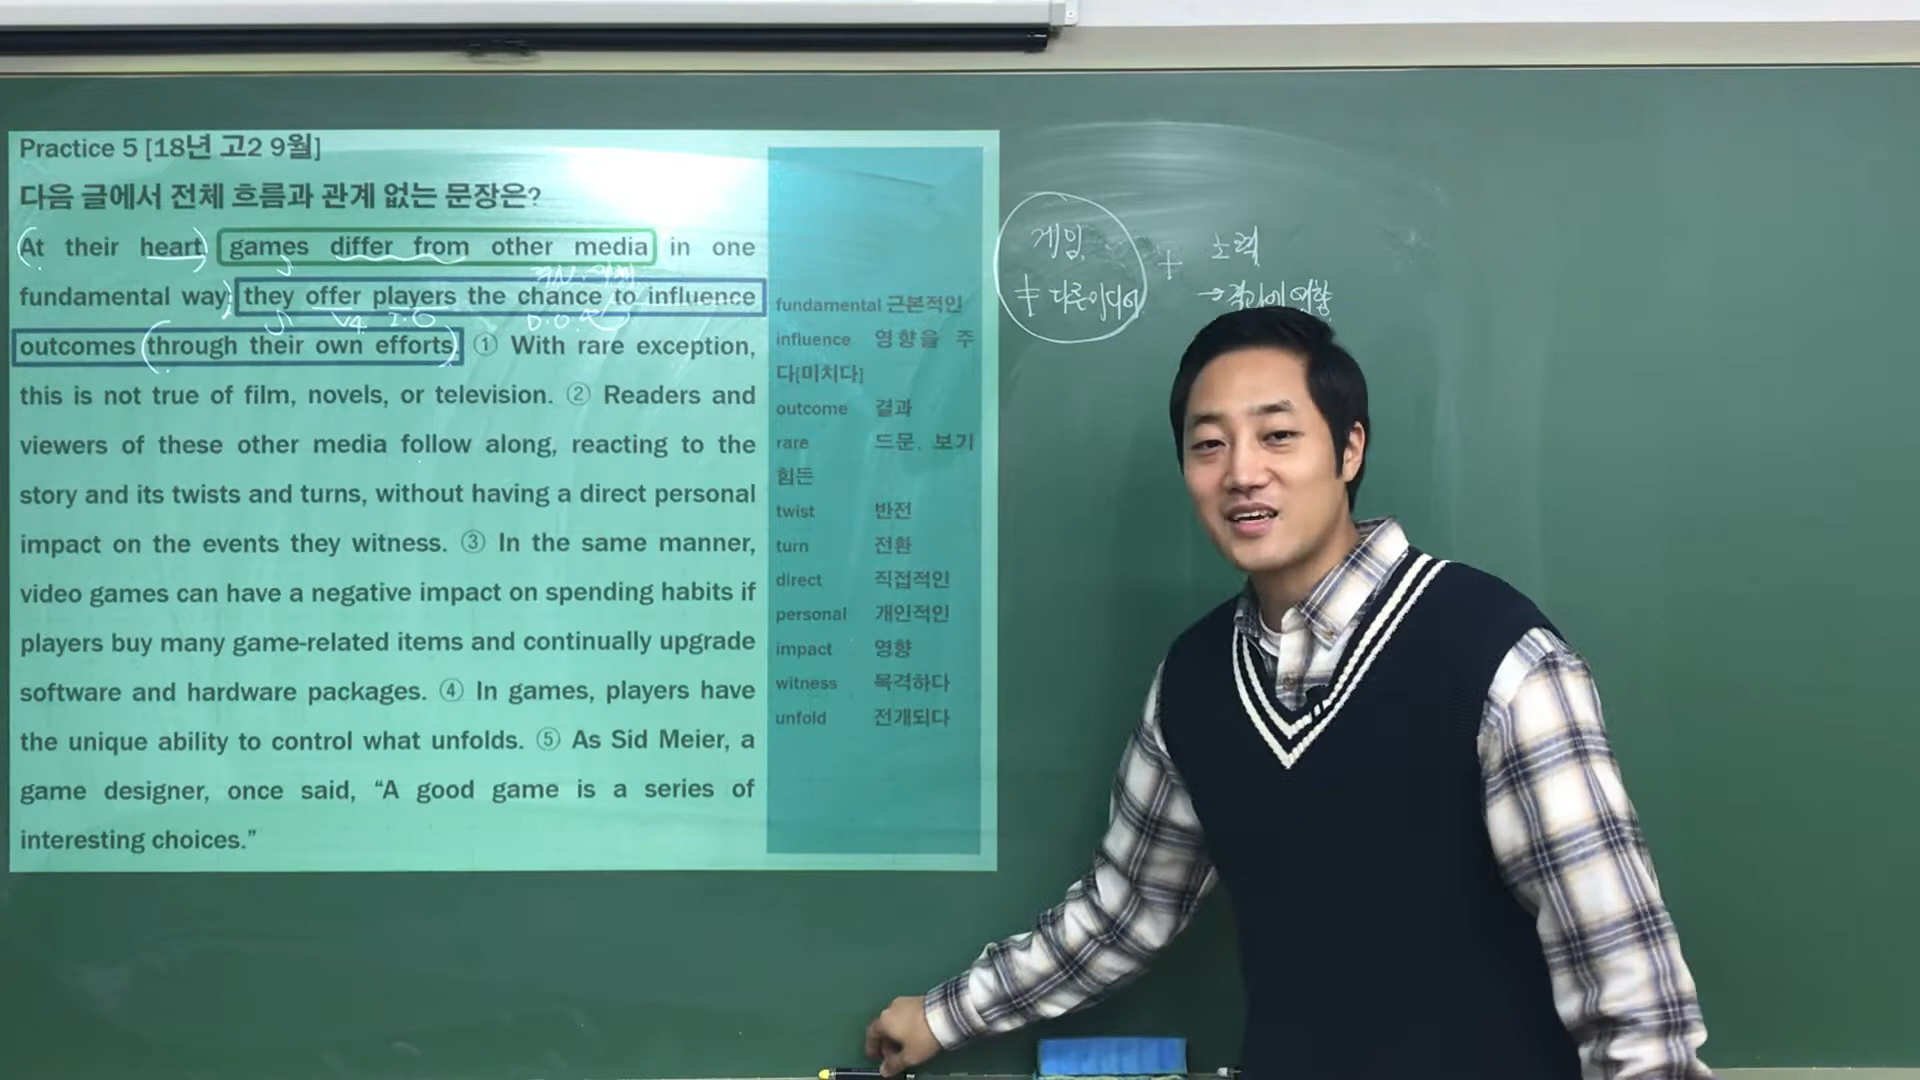 Practice 5 [18년 고2 9월]
다음 글에서 전체 흐름과 관계 없는 문장은?
At their heart, games differ from other media in one
fundamental way: they offer players the chance to influence
outcomes through their own efforts. ① With rare exception,
this is not true of film, novels, or television. ② Readers and
viewers of these other media follow along, reacting to the
story and its twists and turns, without having a direct personal
impact on the events they witness. ③ In the same manner,
video games can have a negative impact on spending habits if
players buy many game-related items and continually upgrade
software and hardware packages. ④ In games, players have
the unique ability to control what unfolds. ⑤ As Sid Meier, a
game designer, once said, “A good game is a series of
interesting choices.”
fundamental 근본적인
influence 영향을 주
다[미치다]
outcome 결과
rare 드문, 보기
힘든
twist 반전
turn 전환
direct 직접적인
personal 개인적인
impact 영향
witness 목격하다
unfold 전개되다
S
S V4 I.O D.O
게임
≠ 다른미디어
+ 노력
→ 결과에 영향